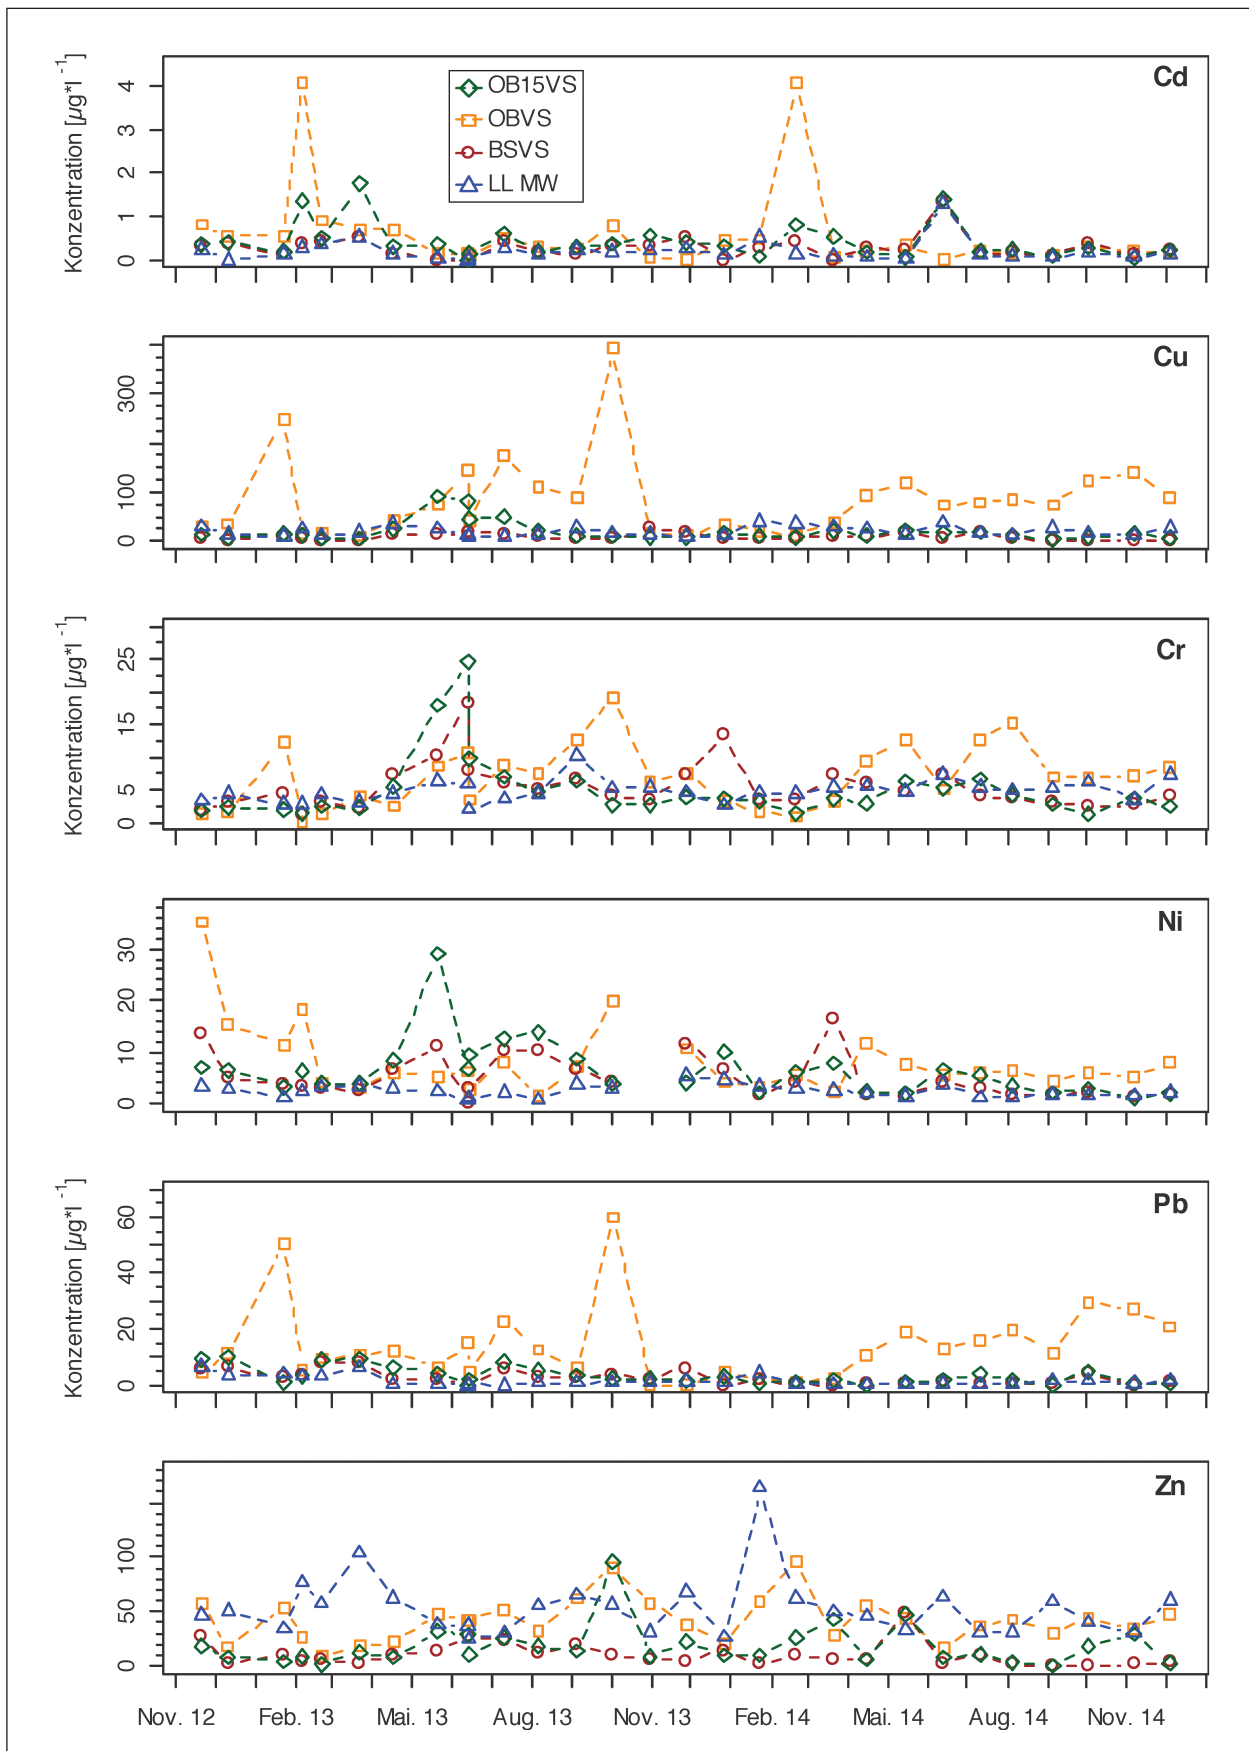 Cd
Konzentration [µg*l⁻¹]
4
3
2
1
0
OB15VS
OBVS
BSVS
LL MW
Cu
300
100
0
Cr
Konzentration [µg*l⁻¹]
25
15
5
0
Ni
30
20
10
0
Pb
Konzentration [µg*l⁻¹]
60
40
20
0
Zn
100
50
0
Nov. 12 Feb. 13 Mai. 13 Aug. 13 Nov. 13 Feb. 14 Mai. 14 Aug. 14 Nov. 14